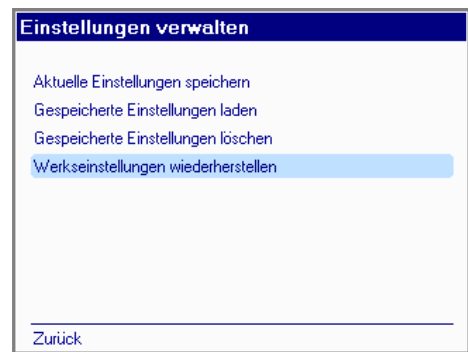 Einstellungen verwalten
Aktuelle Einstellungen speichern
Gespeicherte Einstellungen laden
Gespeicherte Einstellungen löschen
Werkseinstellungen wiederherstellen
Zurück